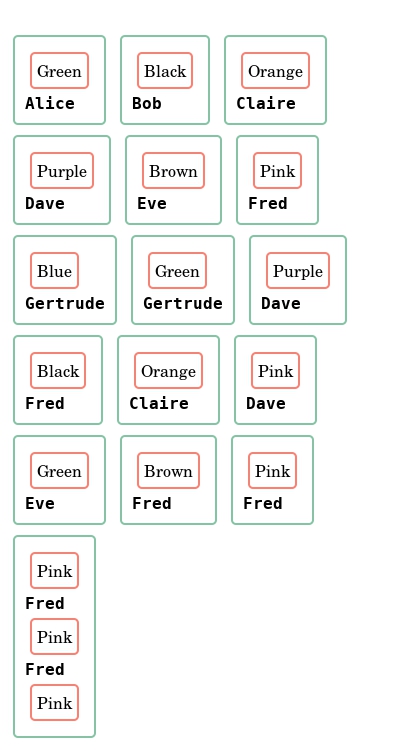 Green Black Orange
Alice Bob Claire
Purple Brown Pink
Dave Eve Fred
Blue Green Purple
Gertrude Gertrude Dave
Black Orange Pink
Fred Claire Dave
Green Brown Pink
Eve Fred Fred
Pink
Fred
Pink
Fred
Pink